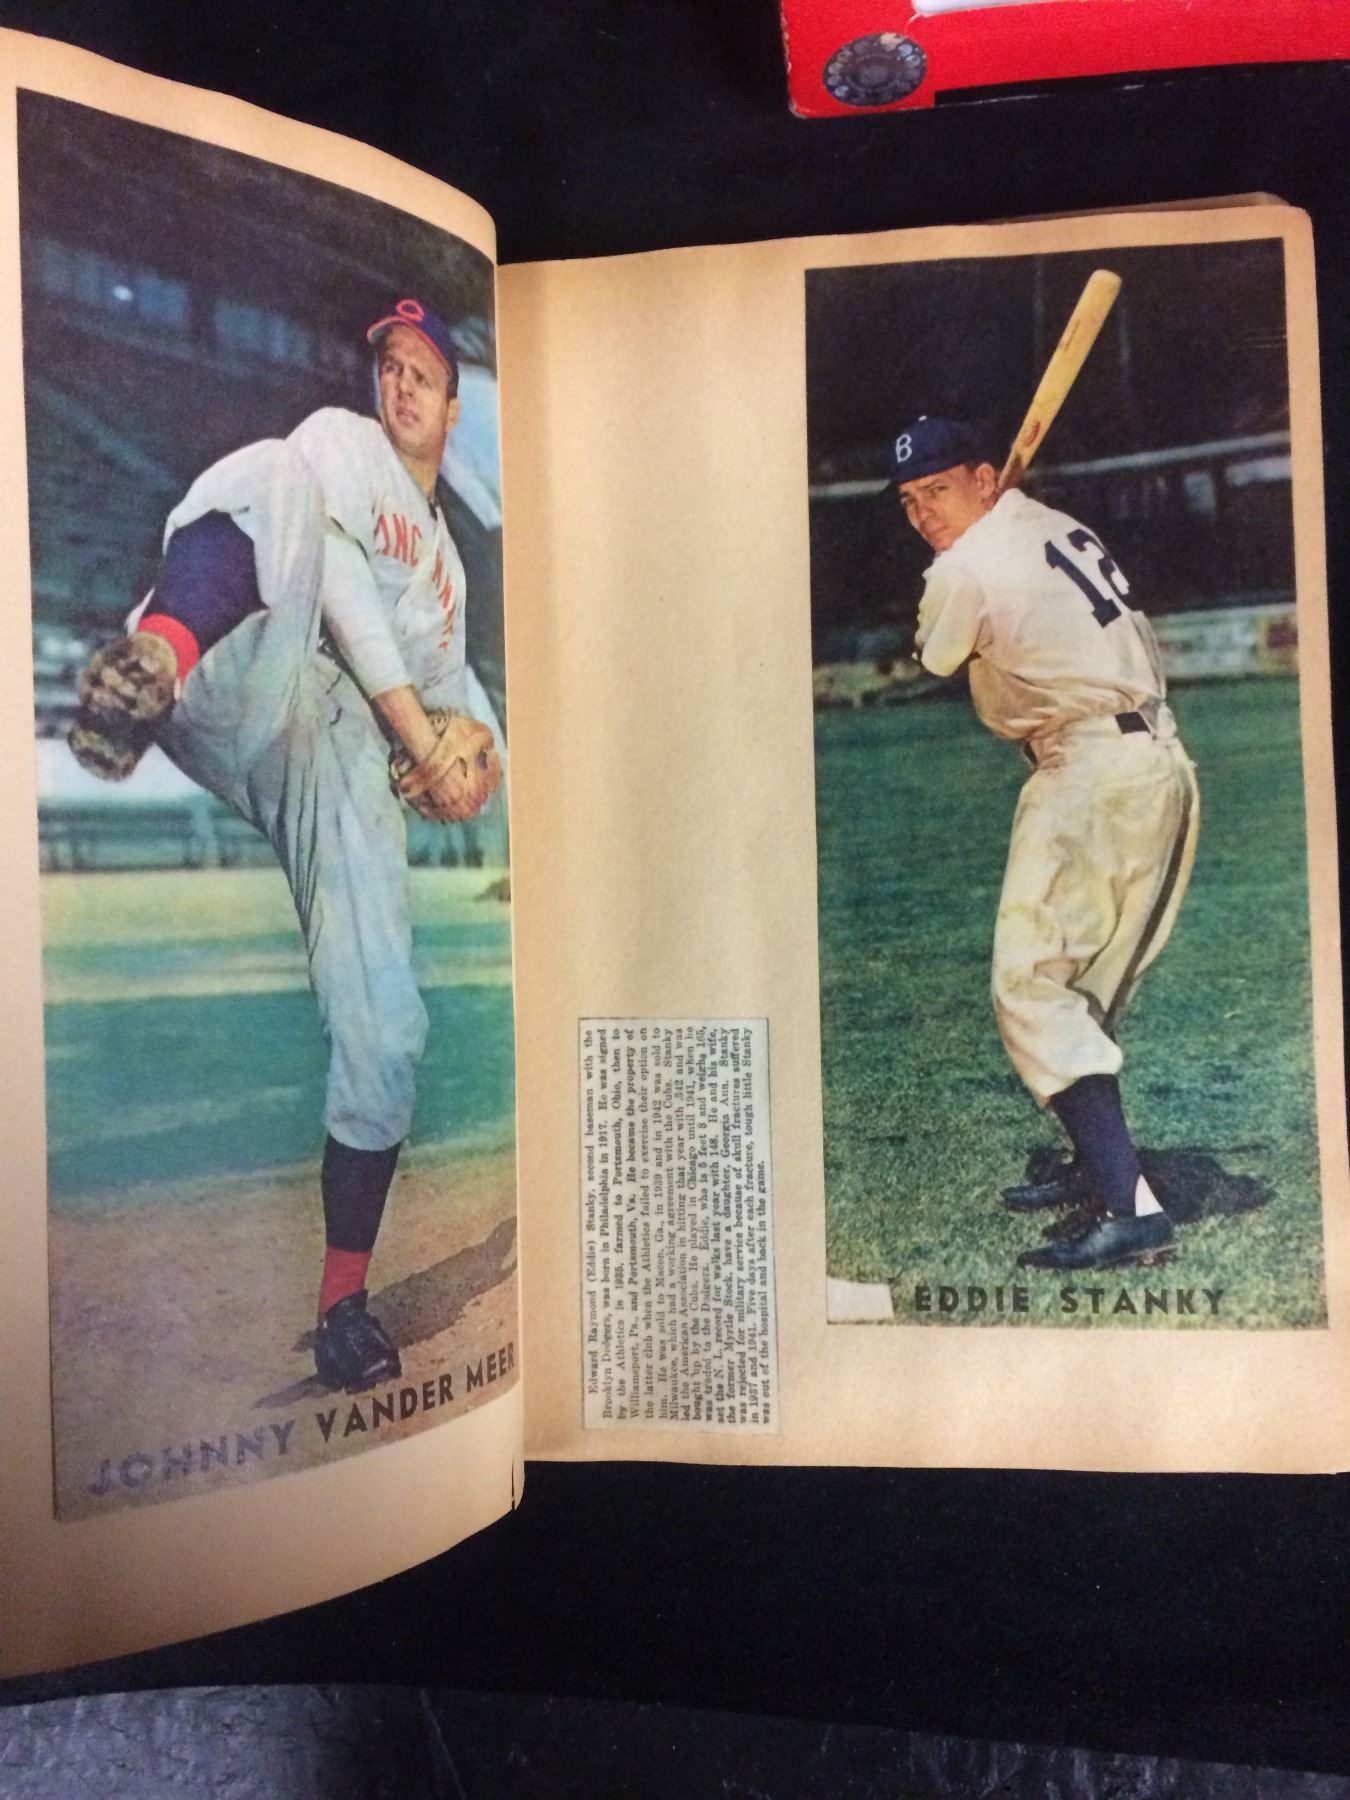 C
CINCINNATI
JOHNNY VANDER MEER
B
12
EDDIE STANKY
Edward Raymond (Eddie) Stanky, second baseman with the
Brooklyn Dodgers, was born in Philadelphia in 1917. He was signed
by the Athletics in 1935, farmed to Portsmouth, Ohio, then to
Williamsport, Pa., and Portsmouth, Va. He became the property of
the latter club when the Athletics failed to exercise their option on
him. He was sold to Macon, Ga., in 1939 and in 1942 was sold to
Milwaukee, which had a working agreement with the Cubs. Stanky
led the American Association in hitting that year with .342 and was
bought up by the Cubs. He played in Chicago until 1941, when he
was traded to the Dodgers. Eddie, who is 5 feet 8 and weighs 165,
set the N. L. record for walks last year with 148. He and his wife,
the former Myrtle Stock, have a daughter, Georgia Ann. Stanky
was rejected for military service because of skull fractures suffered
in 1937 and 1941. Five days after each fracture, tough little Stanky
was out of the hospital and back in the game.